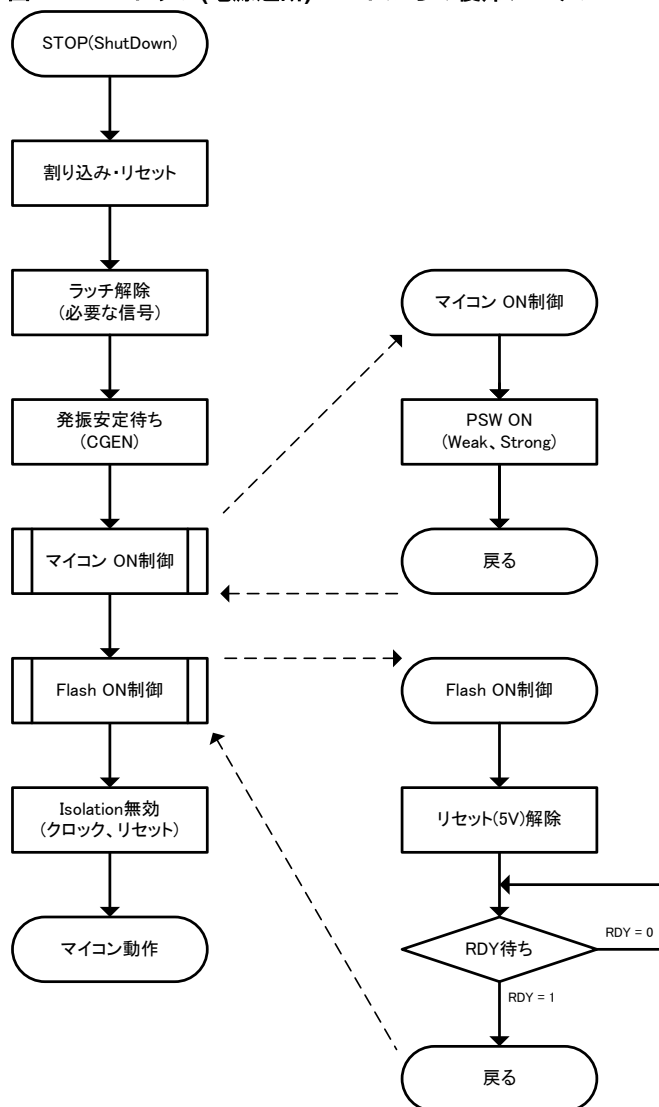 STOP(ShutDown)
割り込み・リセット
ラッチ解除
(必要な信号)
発振安定待ち
(CGEN)
マイコン ON制御
Flash ON制御
Isolation無効
(クロック、リセット)
マイコン動作
マイコン ON制御
PSW ON
(Weak、Strong)
戻る
Flash ON制御
リセット(5V)解除
RDY待ち
RDY = 0
RDY = 1
戻る